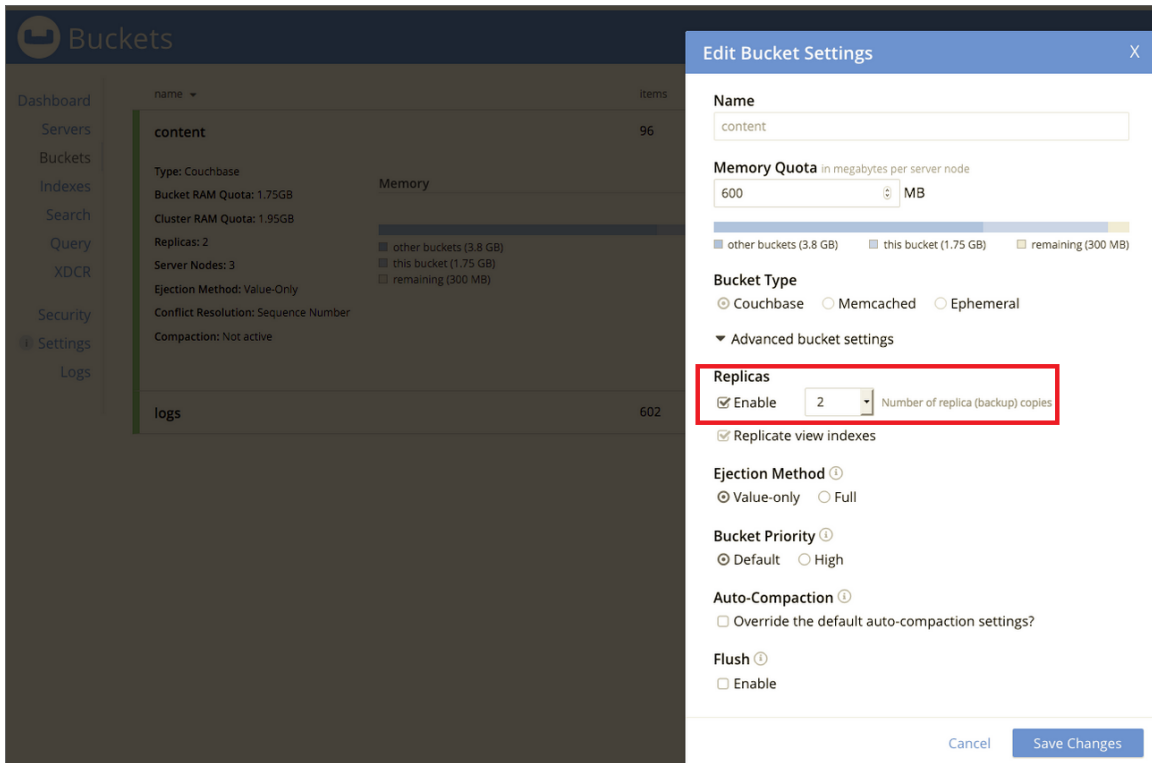 Buckets
Dashboard
Servers
Buckets
Indexes
Search
Query
XDCR
Security
Settings
Logs
name items
content 96
Type: Couchbase
Bucket RAM Quota: 1.75GB
Cluster RAM Quota: 1.95GB
Replicas: 2
Server Nodes: 3
Ejection Method: Value-Only
Conflict Resolution: Sequence Number
Compaction: Not active
Memory
other buckets (3.8 GB)
this bucket (1.75 GB)
remaining (300 MB)
logs 602
Edit Bucket Settings X
Name
content
Memory Quota in megabytes per server node
600 MB
other buckets (3.8 GB) this bucket (1.75 GB) remaining (300 MB)
Bucket Type
Couchbase Memcached Ephemeral
Advanced bucket settings
Replicas
Enable 2 Number of replica (backup) copies
Replicate view indexes
Ejection Method
Value-only Full
Bucket Priority
Default High
Auto-Compaction
Override the default auto-compaction settings?
Flush
Enable
Cancel Save Changes